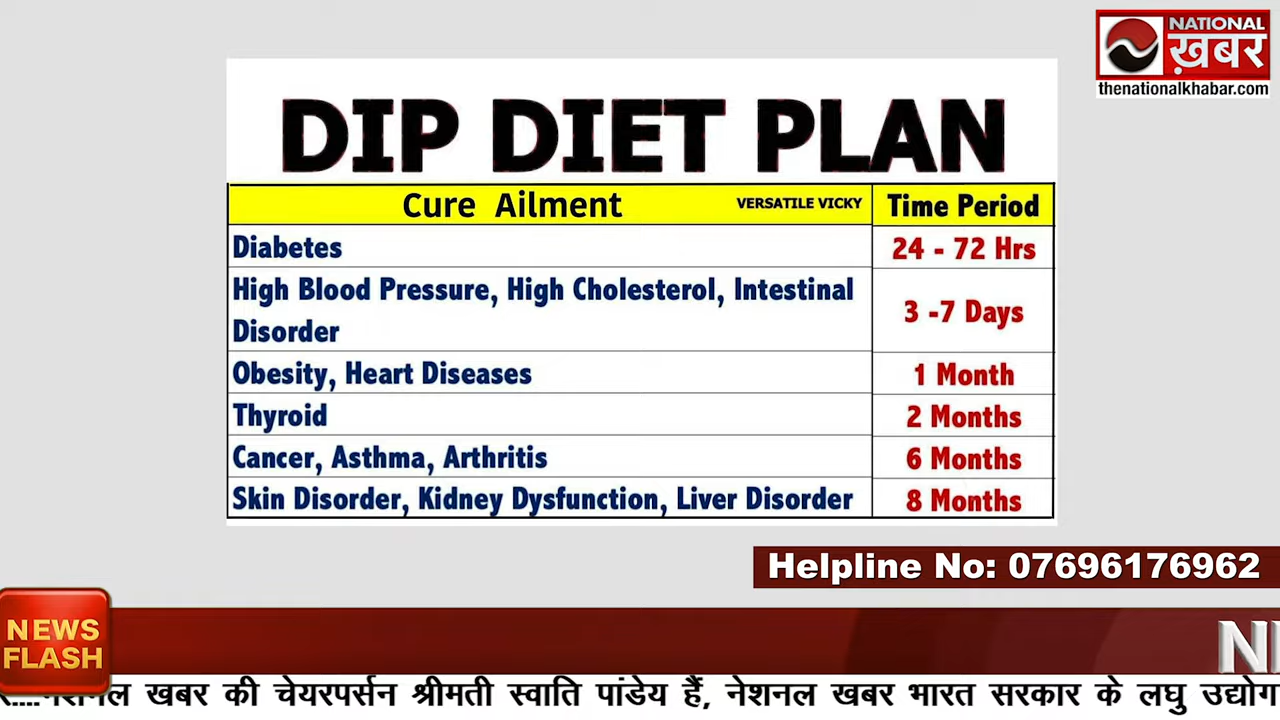 NATIONAL
ख़बर
thenationalkhabar.com
DIP DIET PLAN
Cure Ailment VERSATILE VICKY Time Period
Diabetes 24 - 72 Hrs
High Blood Pressure, High Cholesterol, Intestinal
Disorder 3 -7 Days
Obesity, Heart Diseases 1 Month
Thyroid 2 Months
Cancer, Asthma, Arthritis 6 Months
Skin Disorder, Kidney Dysfunction, Liver Disorder 8 Months
Helpline No: 07696176962
NEWS
FLASH
र....नेशनल खबर की चेयरपर्सन श्रीमती स्वाति पांडेय हैं, नेशनल खबर भारत सरकार के लघु उद्योग